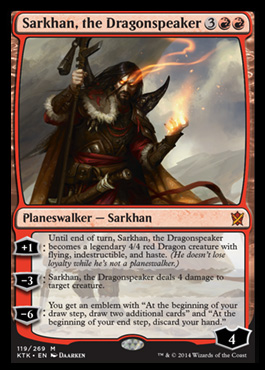 Sarkhan, the Dragonspeaker 3
Planeswalker — Sarkhan
+1: Until end of turn, Sarkhan, the Dragonspeaker
becomes a legendary 4/4 red Dragon creature with
flying, indestructible, and haste. (He doesn't lose
loyalty while he's not a planeswalker.)
-3: Sarkhan, the Dragonspeaker deals 4 damage to
target creature.
-6: You get an emblem with "At the beginning of your
draw step, draw two additional cards" and "At the
beginning of your end step, discard your hand."
4
119/269 M
KTK • EN DAARKEN
™ & © 2014 Wizards of the Coast